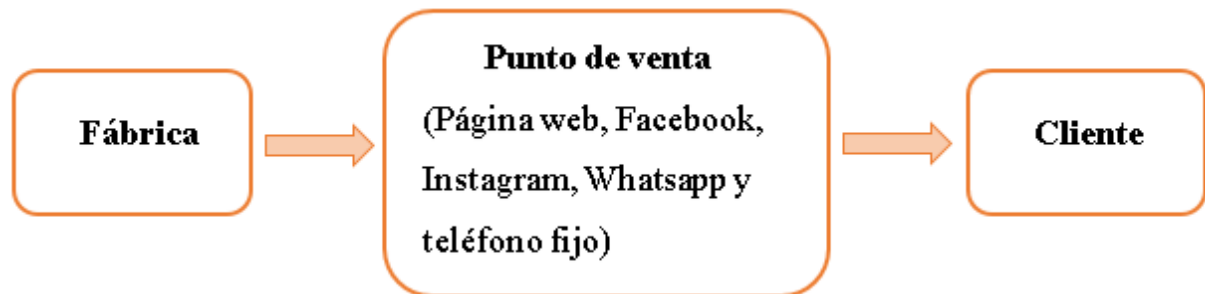 Fábrica
Punto de venta
(Página web, Facebook,
Instagram, Whatsapp y
teléfono fijo)
Cliente